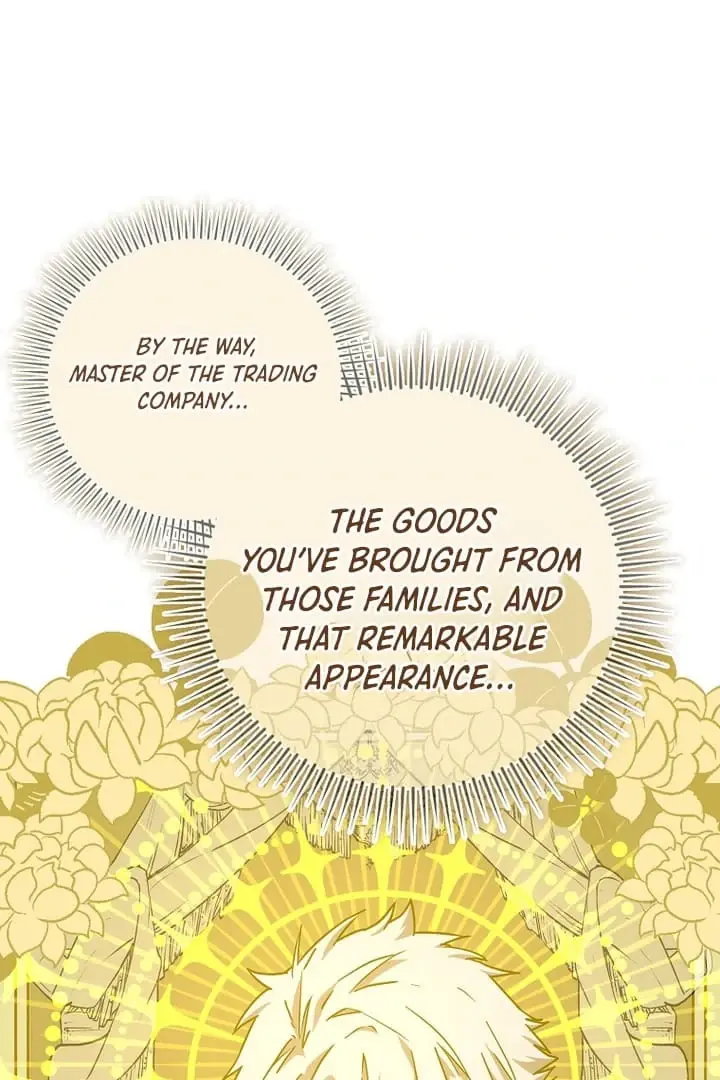 BY THE WAY,
MASTER OF THE TRADING
COMPANY...
THE GOODS
YOU'VE BROUGHT FROM
THOSE FAMILIES, AND
THAT REMARKABLE
APPEARANCE...